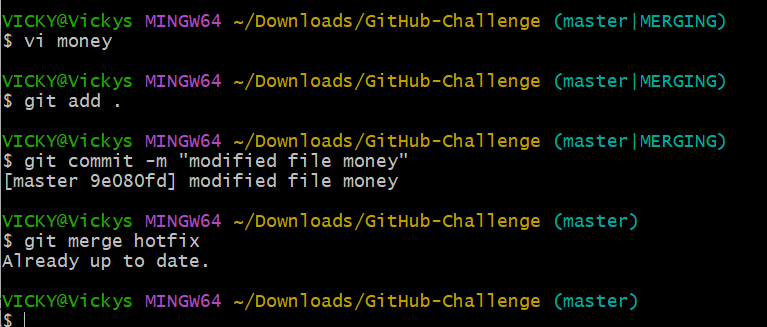 VICKY@Vickys MINGW64 ~/Downloads/GitHub-Challenge (master|MERGING)
$ vi money
VICKY@Vickys MINGW64 ~/Downloads/GitHub-Challenge (master|MERGING)
$ git add .
VICKY@Vickys MINGW64 ~/Downloads/GitHub-Challenge (master|MERGING)
$ git commit -m "modified file money"
[master 9e080fd] modified file money
VICKY@Vickys MINGW64 ~/Downloads/GitHub-Challenge (master)
$ git merge hotfix
Already up to date.
VICKY@Vickys MINGW64 ~/Downloads/GitHub-Challenge (master)
$